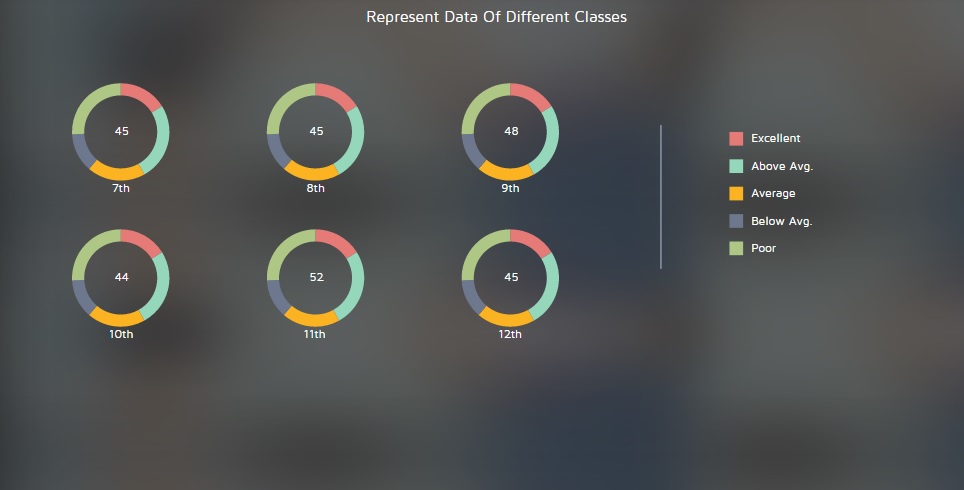 Represent Data Of Different Classes
45
7th
45
8th
48
9th
44
10th
52
11th
45
12th
Excellent
Above Avg.
Average
Below Avg.
Poor